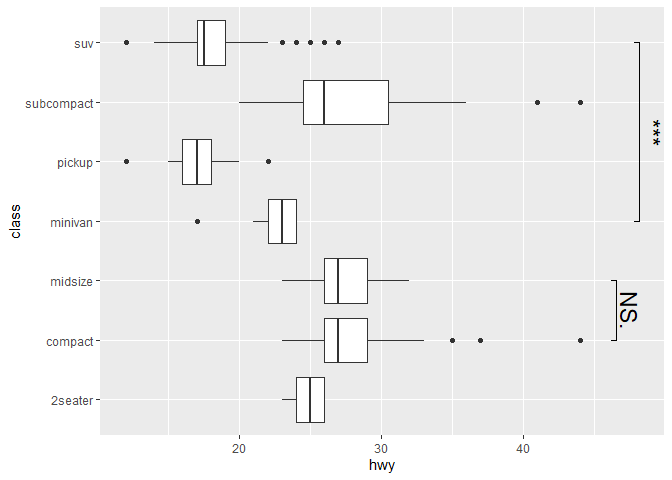 suv
subcompact
pickup
minivan
midsize
compact
2seater
class
20 30 40
hwy
***
NS.